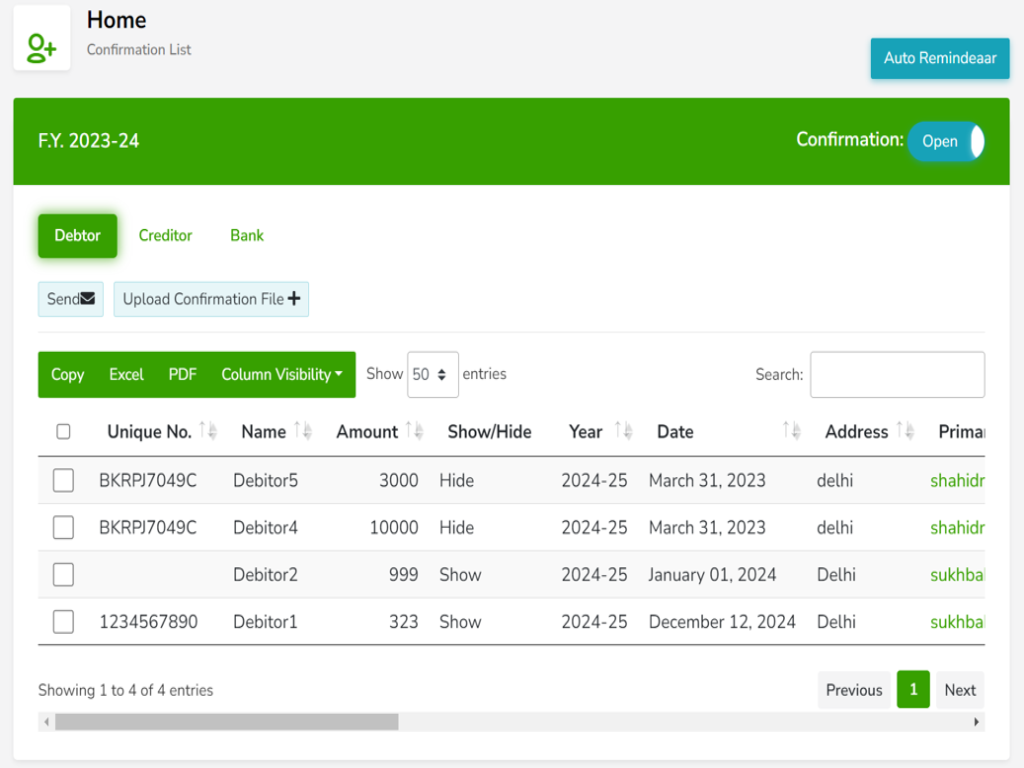 Home
Confirmation List
Auto Remindeaar
F.Y. 2023-24 Confirmation: Open
Debtor Creditor Bank
Send Upload Confirmation File
Copy Excel PDF Column Visibility Show 50 entries Search:
Unique No. Name Amount Show/Hide Year Date Address Primar
BKRPJ7049C Debitor5 3000 Hide 2024-25 March 31, 2023 delhi shahidr
BKRPJ7049C Debitor4 10000 Hide 2024-25 March 31, 2023 delhi shahidr
Debitor2 999 Show 2024-25 January 01, 2024 Delhi sukhbal
1234567890 Debitor1 323 Show 2024-25 December 12, 2024 Delhi sukhbal
Showing 1 to 4 of 4 entries Previous 1 Next